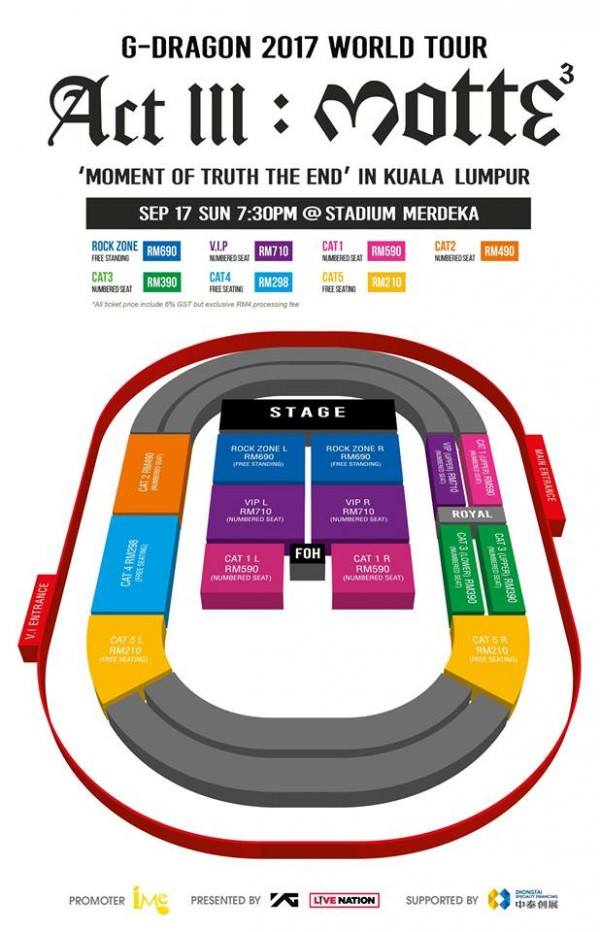 G-DRAGON 2017 WORLD TOUR
Act III : Motte³
'MOMENT OF TRUTH THE END' IN KUALA LUMPUR
SEP 17 SUN 7:30PM @ STADIUM MERDEKA
ROCK ZONE FREE STANDING RM690
V.I.P NUMBERED SEAT RM710
CAT1 NUMBERED SEAT RM590
CAT2 NUMBERED SEAT RM490
CAT3 NUMBERED SEAT RM390
CAT4 FREE SEATING RM298
CAT5 FREE SEATING RM210
*All ticket price include 6% GST but exclusive RM4 processing fee
STAGE
ROCK ZONE L
RM690
(FREE STANDING)
ROCK ZONE R
RM690
(FREE STANDING)
VIP L
RM710
(NUMBERED SEAT)
VIP R
RM710
(NUMBERED SEAT)
FOH
CAT 1 L
RM590
(NUMBERED SEAT)
CAT 1 R
RM590
(NUMBERED SEAT)
CAT 2 RM490
(NUMBERED SEAT)
CAT 4 RM298
(FREE SEATING)
CAT 5 L
RM210
(FREE SEATING)
VIP (UPPER) RM710
(NUMBERED SEAT)
CAT 1 (UPPER) RM590
(NUMBERED SEAT)
ROYAL
CAT 3 (LOWER) RM390
(NUMBERED SEAT)
CAT 3 (UPPER) RM390
(NUMBERED SEAT)
CAT 5 R
RM210
(FREE SEATING)
MAIN ENTRANCE
V.I ENTRANCE
PROMOTER ime PRESENTED BY YG LIVE NATION SUPPORTED BY ZHONGTAI
SPECIALTY FINANCING
中泰创展